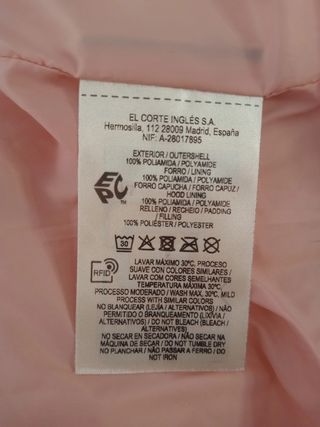 EL CORTE INGLÉS S.A.
Hermosilla, 112 28009 Madrid, España
NIF: A-28017895
EXTERIOR / OUTERSHELL
100% POLIAMIDA / POLYAMIDE
FORRO / LINING
100% POLIAMIDA / POLYAMIDE
FORRO CAPUCHA / FORRO CAPUZ /
HOOD LINING
100% POLIAMIDA / POLYAMIDE
RELLENO / RECHEIO / PADDING
/ FILLING
100% POLIÉSTER / POLYESTER
EPC™
30
RFID
LAVAR MÁXIMO 30ºC, PROCESO
SUAVE CON COLORES SIMILARES /
LAVAR COM CORES SEMELHANTES
TEMPERATURA MÁXIMA 30ºC,
PROCESSO MODERADO / WASH MAX. 30ºC, MILD
PROCESS WITH SIMILAR COLORS
NO BLANQUEAR (LEJÍA / ALTERNATIVOS) / NÃO
PERMITIDO O BRANQUEAMENTO (LIXÍVIA /
ALTERNATIVOS) / DO NOT BLEACH (BLEACH /
ALTERNATIVES)
NO SECAR EN SECADORA / NÃO SECAR NA
MÁQUINA DE SECAR / DO NOT TUMBLE DRY
NO PLANCHAR / NÃO PASSAR A FERRO / DO
NOT IRON